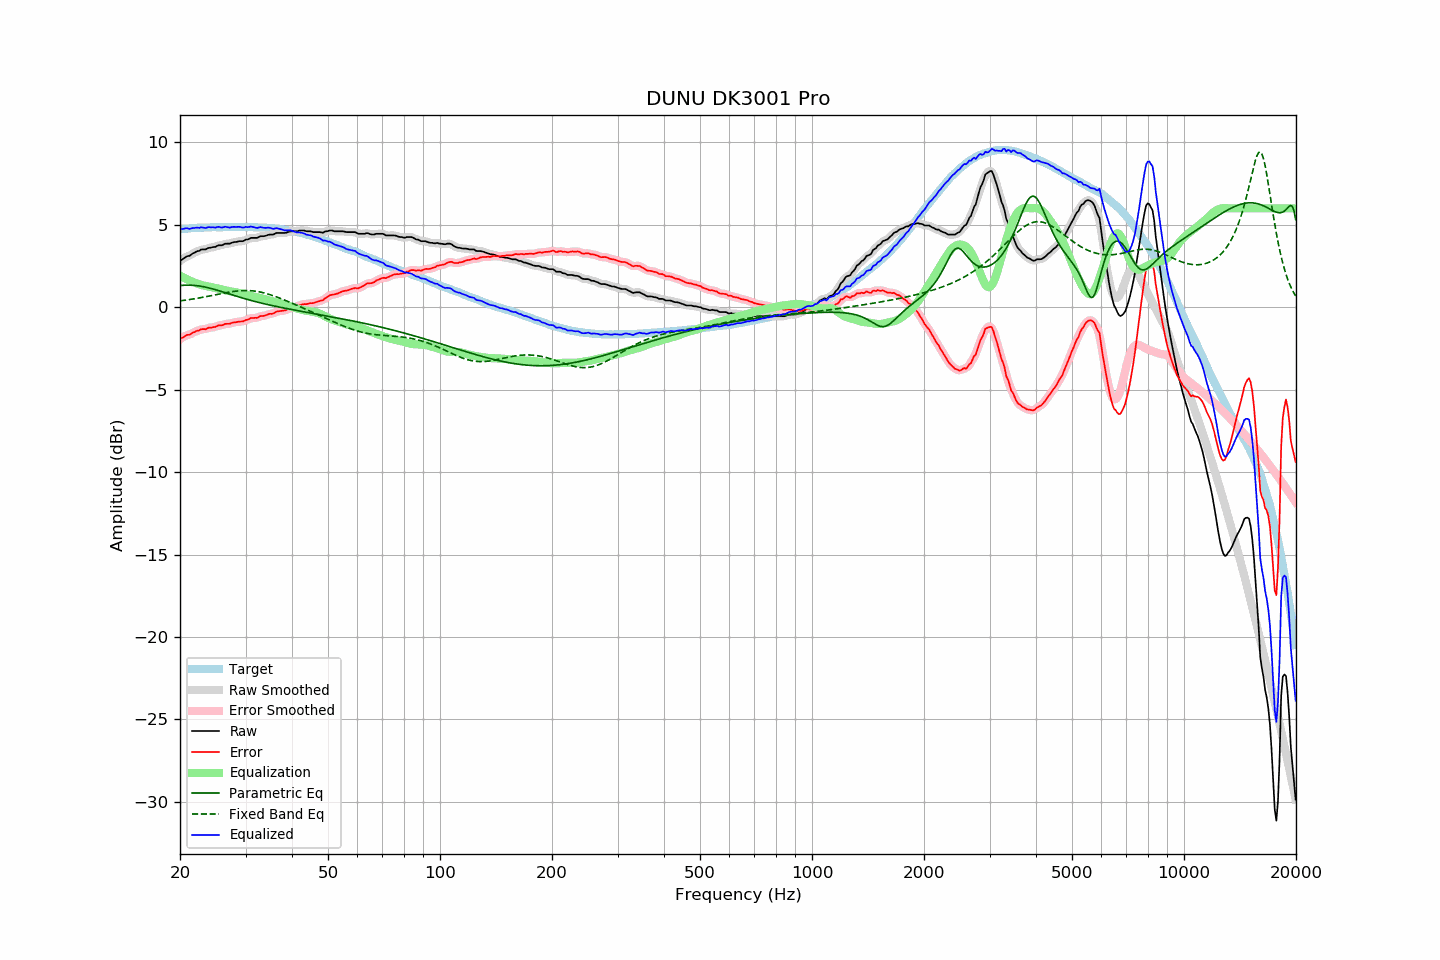 DUNU DK3001 Pro
Amplitude (dBr)
10
5
0
−5
−10
−15
−20
−25
−30
Target
Raw Smoothed
Error Smoothed
Raw
Error
Equalization
Parametric Eq
Fixed Band Eq
Equalized
20 50 100 200 500 1000 2000 5000 10000 20000
Frequency (Hz)